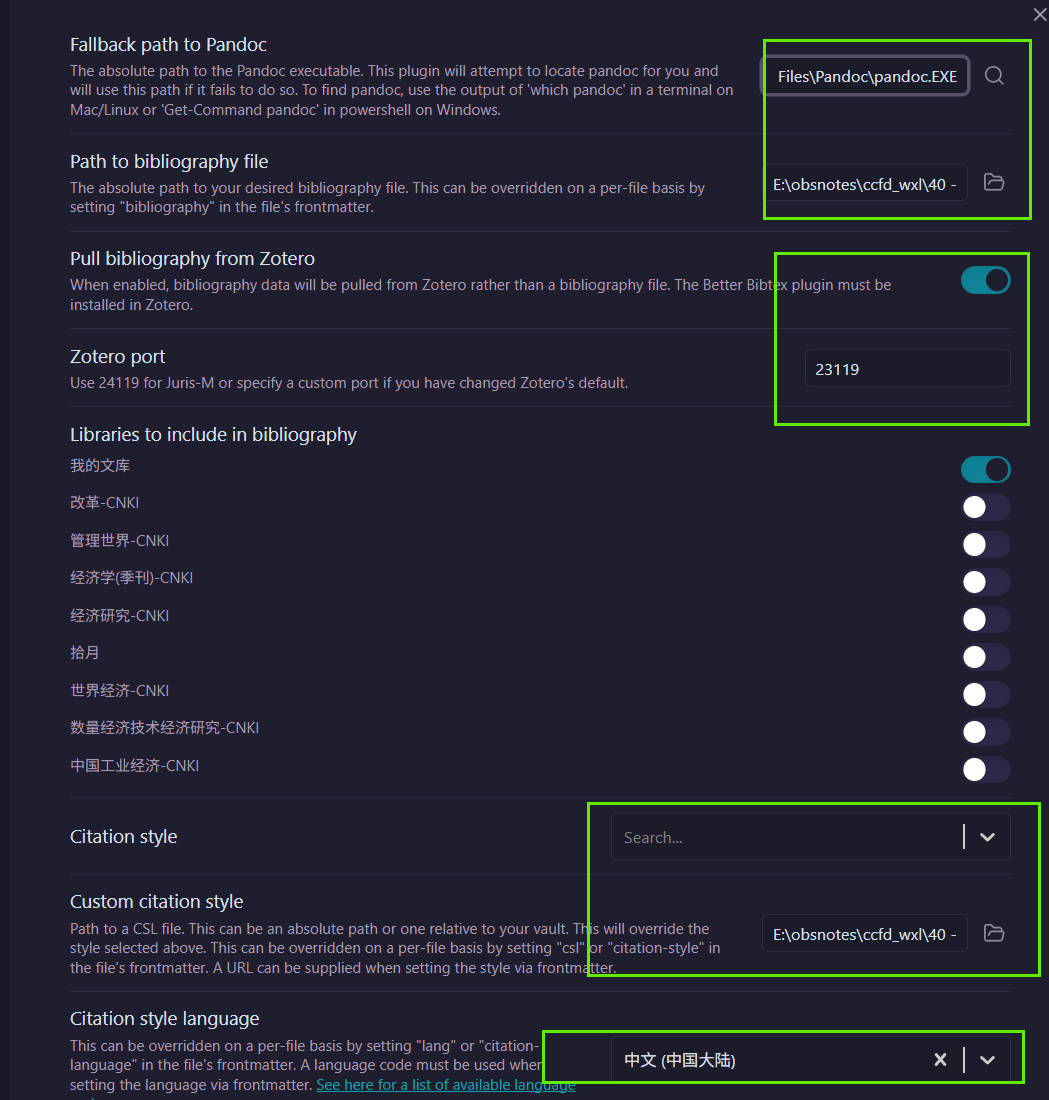 Fallback path to Pandoc
The absolute path to the Pandoc executable. This plugin will attempt to locate pandoc for you and
will use this path if it fails to do so. To find pandoc, use the output of 'which pandoc' in a terminal on
Mac/Linux or 'Get-Command pandoc' in powershell on Windows.
Files\Pandoc\pandoc.EXE
Path to bibliography file
The absolute path to your desired bibliography file. This can be overridden on a per-file basis by
setting "bibliography" in the file's frontmatter.
E:\obsnotes\ccfd_wxl\40 -
Pull bibliography from Zotero
When enabled, bibliography data will be pulled from Zotero rather than a bibliography file. The Better Bibtex plugin must be
installed in Zotero.
Zotero port
Use 24119 for Juris-M or specify a custom port if you have changed Zotero's default.
23119
Libraries to include in bibliography
我的文库
改革-CNKI
管理世界-CNKI
经济学(季刊)-CNKI
经济研究-CNKI
拾月
世界经济-CNKI
数量经济技术经济研究-CNKI
中国工业经济-CNKI
Citation style
Search...
Custom citation style
Path to a CSL file. This can be an absolute path or one relative to your vault. This will override the
style selected above. This can be overridden on a per-file basis by setting "csl" or "citation-style" in
the file's frontmatter. A URL can be supplied when setting the style via frontmatter.
E:\obsnotes\ccfd_wxl\40 -
Citation style language
This can be overridden on a per-file basis by setting "lang" or "citation-
language" in the file's frontmatter. A language code must be used when
setting the language via frontmatter. See here for a list of available language
中文 (中国大陆)